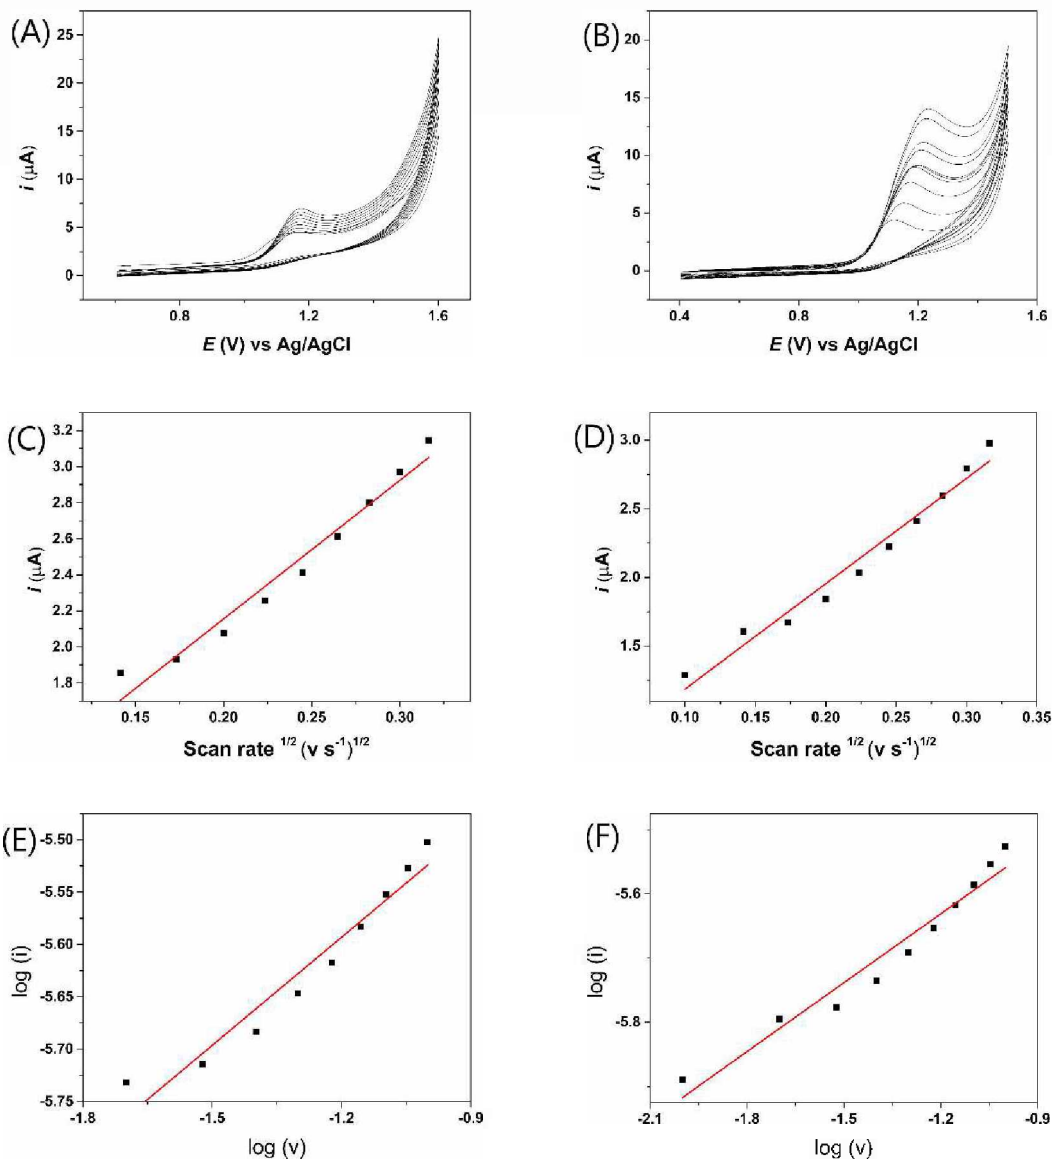 (A)
25
20
15
10
5
0
i (μA)
0.8 1.2 1.6
E (V) vs Ag/AgCl
(B)
20
15
10
5
0
i (μA)
0.4 0.8 1.2 1.6
E (V) vs Ag/AgCl
(C)
3.2
3.0
2.8
2.6
2.4
2.2
2.0
1.8
i (μA)
0.15 0.20 0.25 0.30
Scan rate 1/2 (v s-1)1/2
(D)
3.0
2.5
2.0
1.5
i (μA)
0.10 0.15 0.20 0.25 0.30 0.35
Scan rate 1/2 (v s-1)1/2
(E)
-5.50
-5.55
-5.60
-5.65
-5.70
-5.75
log (i)
-1.8 -1.5 -1.2 -0.9
log (v)
(F)
-5.6
-5.8
log (i)
-2.1 -1.8 -1.5 -1.2 -0.9
log (v)